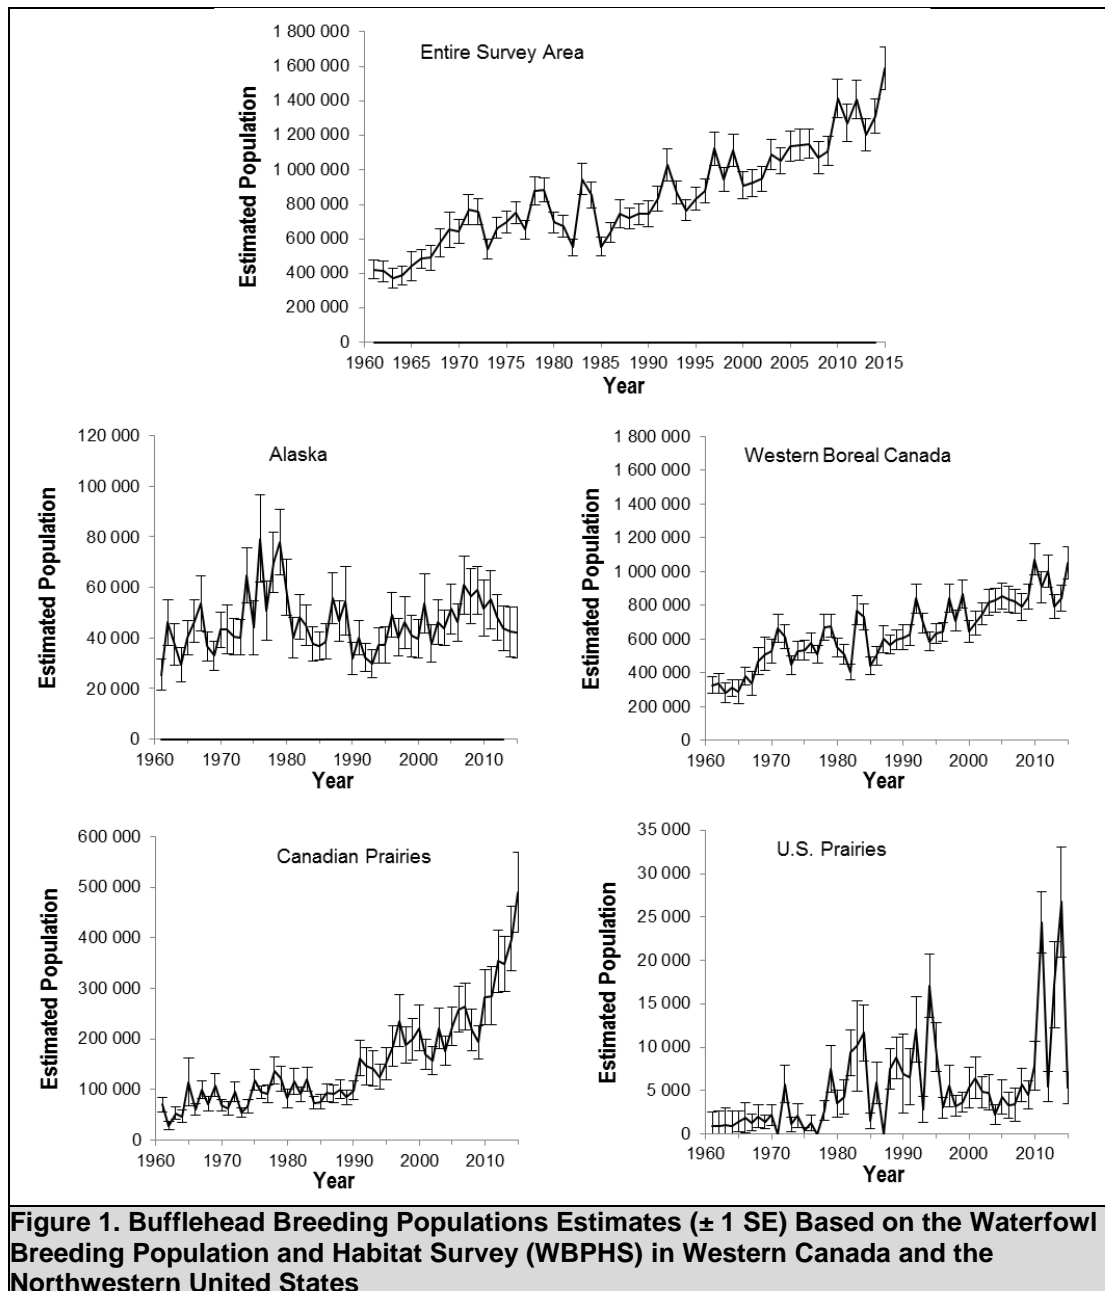 Entire Survey Area
Estimated Population
1 800 000
1 600 000
1 400 000
1 200 000
1 000 000
800 000
600 000
400 000
200 000
0
1960 1965 1970 1975 1980 1985 1990 1995 2000 2005 2010 2015
Year
Alaska
Estimated Population
120 000
100 000
80 000
60 000
40 000
20 000
0
1960 1970 1980 1990 2000 2010
Year
Western Boreal Canada
Estimated Population
1 800 000
1 600 000
1 400 000
1 200 000
1 000 000
800 000
600 000
400 000
200 000
0
1960 1970 1980 1990 2000 2010
Year
Canadian Prairies
Estimated Population
600 000
500 000
400 000
300 000
200 000
100 000
0
1960 1970 1980 1990 2000 2010
Year
U.S. Prairies
Estimated Population
35 000
30 000
25 000
20 000
15 000
10 000
5 000
0
1960 1970 1980 1990 2000 2010
Year
Figure 1. Bufflehead Breeding Populations Estimates (± 1 SE) Based on the Waterfowl
Breeding Population and Habitat Survey (WBPHS) in Western Canada and the
Northwestern United States